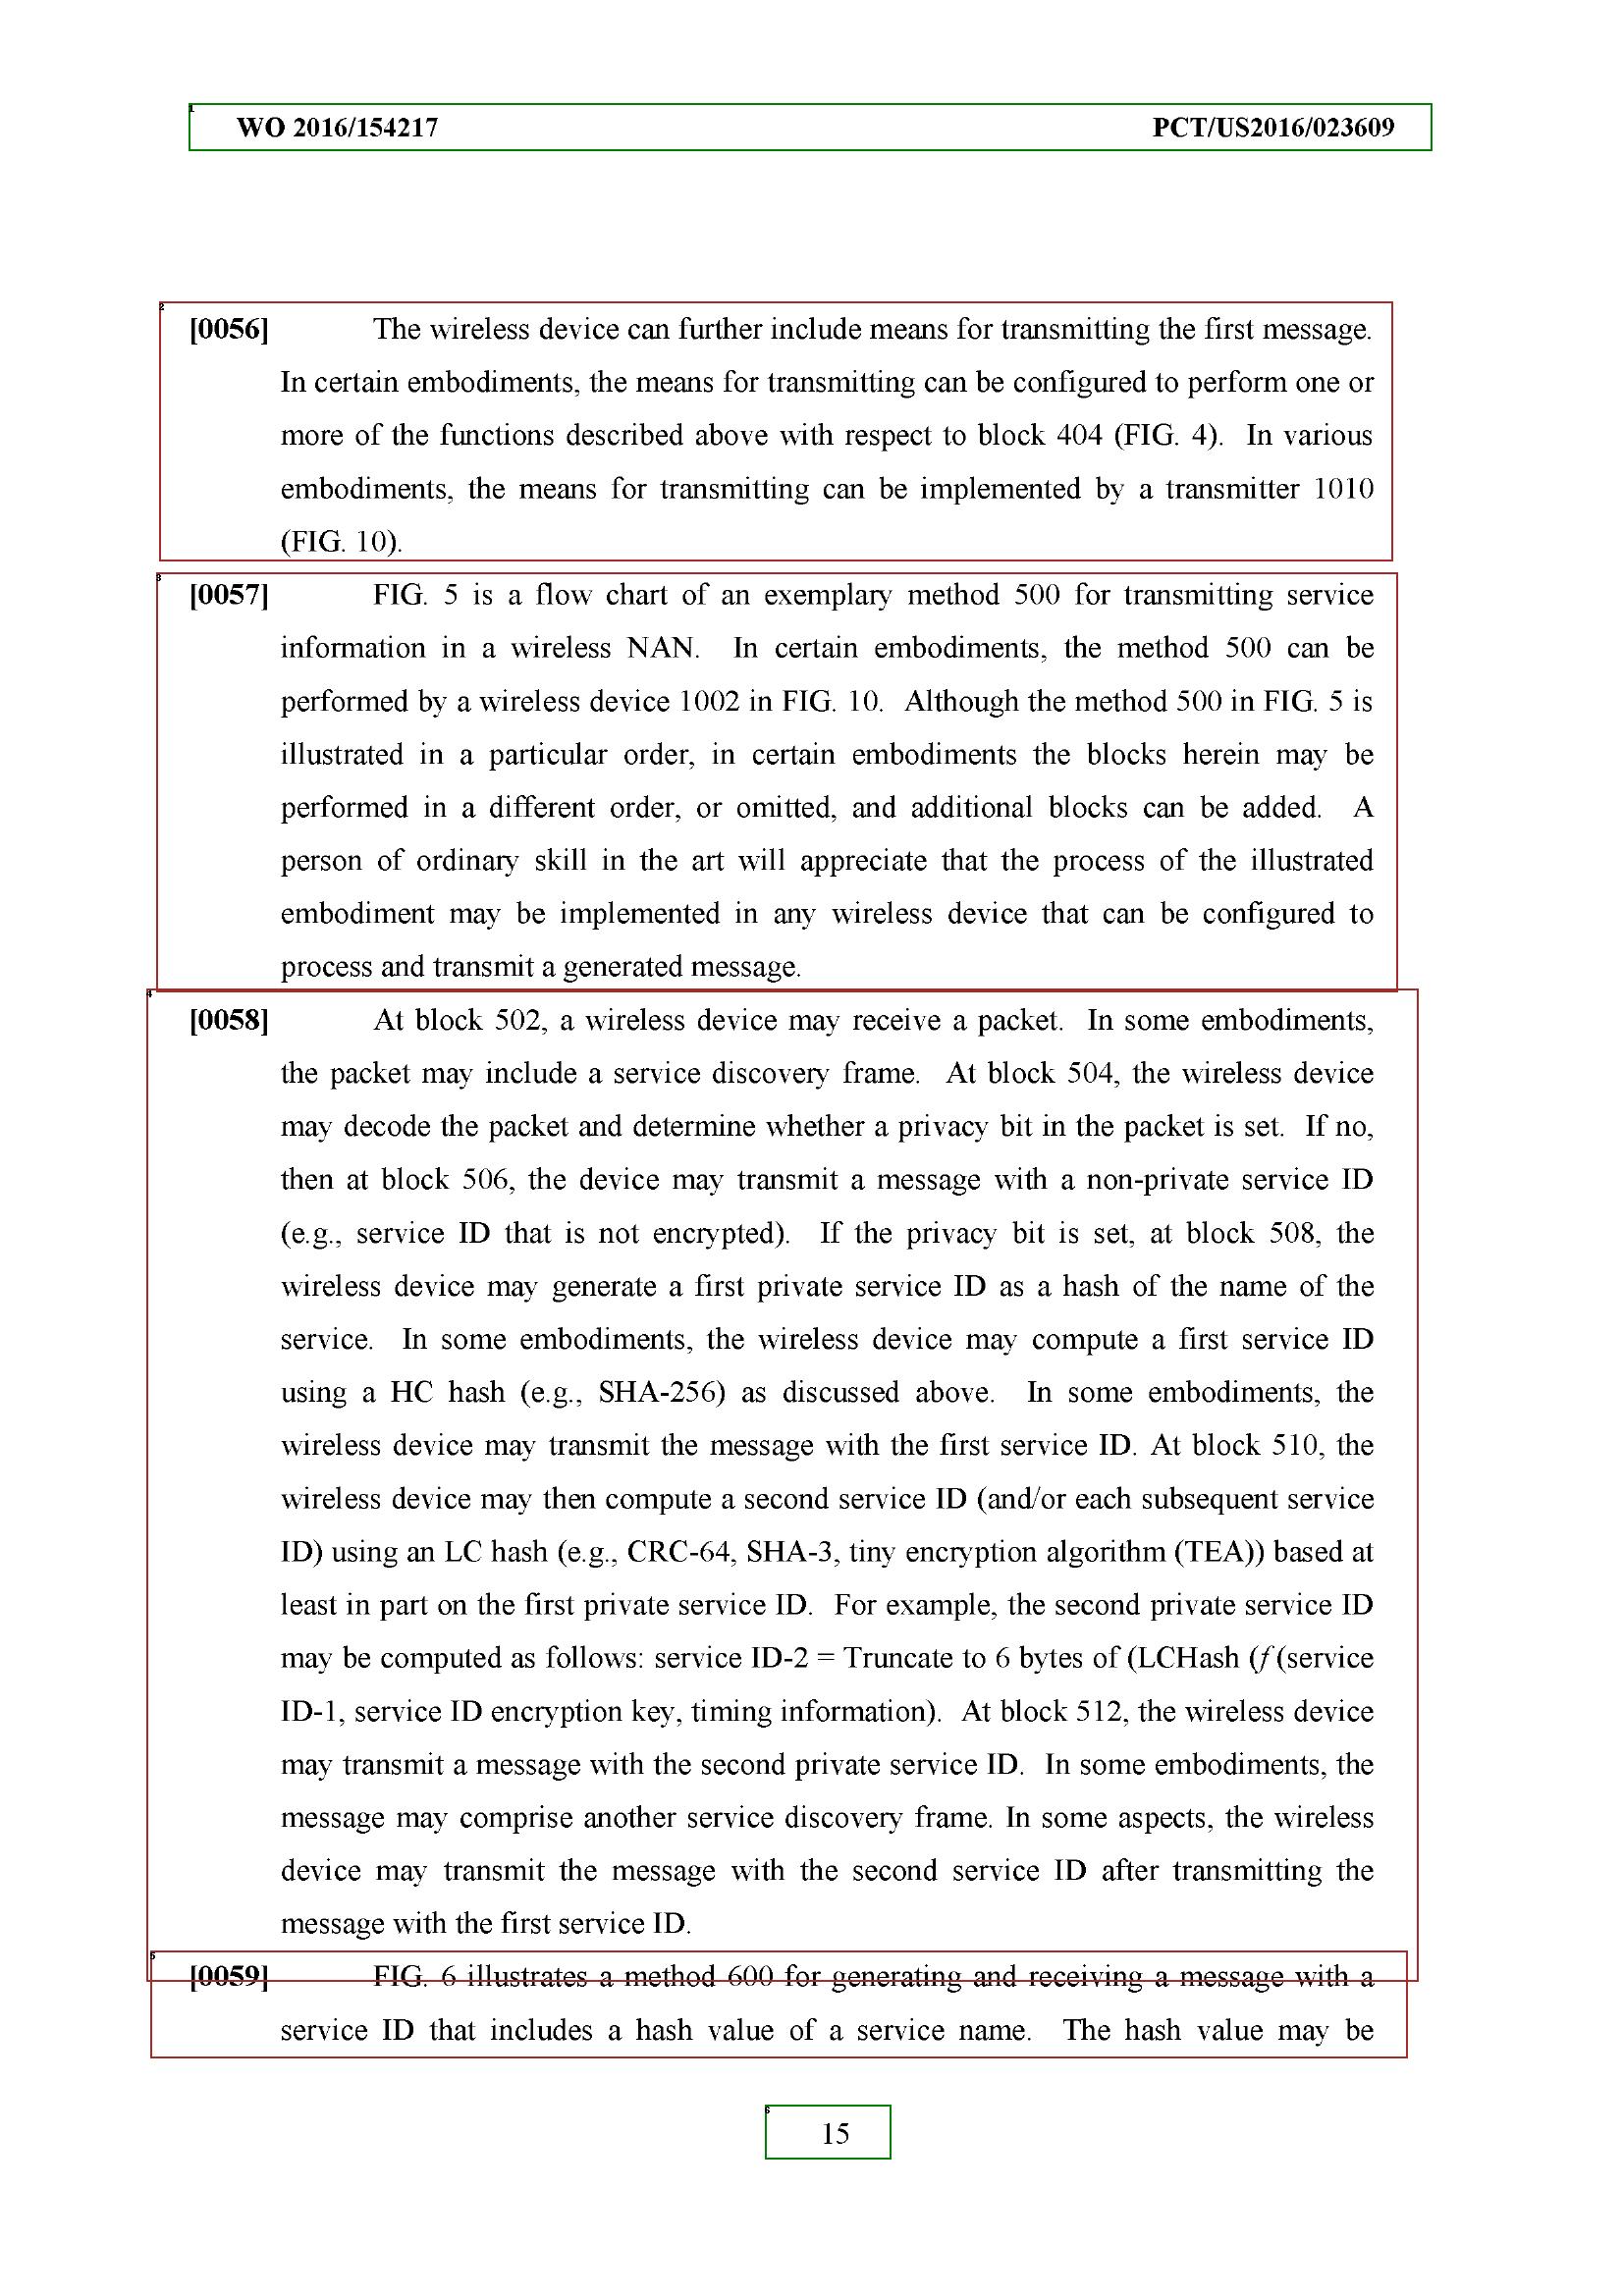 WO 2016/154217 PCT/US2016/023609
[0056] The wireless device can further include means for transmitting the first message.
In certain embodiments, the means for transmitting can be configured to perform one or
more of the functions described above with respect to block 404 (FIG. 4). In various
embodiments, the means for transmitting can be implemented by a transmitter 1010
(FIG. 10).
[0057] FIG. 5 is a flow chart of an exemplary method 500 for transmitting service
information in a wireless NAN. In certain embodiments, the method 500 can be
performed by a wireless device 1002 in FIG. 10. Although the method 500 in FIG. 5 is
illustrated in a particular order, in certain embodiments the blocks herein may be
performed in a different order, or omitted, and additional blocks can be added. A
person of ordinary skill in the art will appreciate that the process of the illustrated
embodiment may be implemented in any wireless device that can be configured to
process and transmit a generated message.
[0058] At block 502, a wireless device may receive a packet. In some embodiments,
the packet may include a service discovery frame. At block 504, the wireless device
may decode the packet and determine whether a privacy bit in the packet is set. If no,
then at block 506, the device may transmit a message with a non-private service ID
(e.g., service ID that is not encrypted). If the privacy bit is set, at block 508, the
wireless device may generate a first private service ID as a hash of the name of the
service. In some embodiments, the wireless device may compute a first service ID
using a HC hash (e.g., SHA-256) as discussed above. In some embodiments, the
wireless device may transmit the message with the first service ID. At block 510, the
wireless device may then compute a second service ID (and/or each subsequent service
ID) using an LC hash (e.g., CRC-64, SHA-3, tiny encryption algorithm (TEA)) based at
least in part on the first private service ID. For example, the second private service ID
may be computed as follows: service ID-2 = Truncate to 6 bytes of (LCHash (f (service
ID-1, service ID encryption key, timing information). At block 512, the wireless device
may transmit a message with the second private service ID. In some embodiments, the
message may comprise another service discovery frame. In some aspects, the wireless
device may transmit the message with the second service ID after transmitting the
message with the first service ID.
[0059] FIG. 6 illustrates a method 600 for generating and receiving a message with a
service ID that includes a hash value of a service name. The hash value may be
15